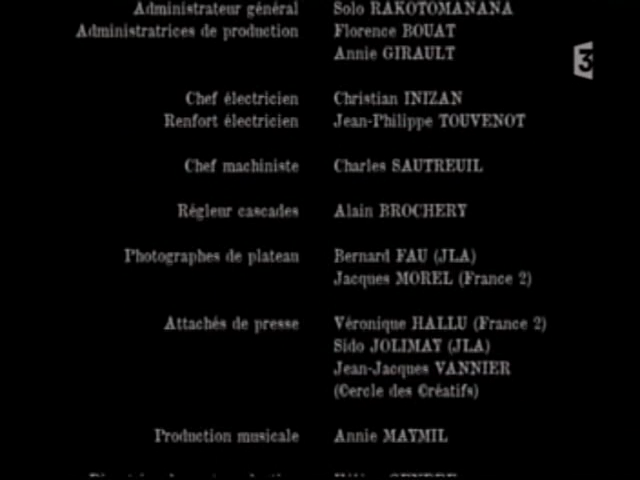 Administrateur général Solo RAKOTOMANANA
Administratrices de production Florence BOUAT
Annie GIRAULT
3
Chef électricien Christian INIZAN
Renfort électricien Jean-Philippe TOUVENOT
Chef machiniste Charles SAUTREUIL
Régleur cascades Alain BROCHERY
Photographes de plateau Bernard FAU (JLA)
Jacques MOREL (France 2)
Attachés de presse Véronique HALLU (France 2)
Sido JOLIMAY (JLA)
Jean-Jacques VANNIER
(Cercle des Créatifs)
Production musicale Annie MAYMIL